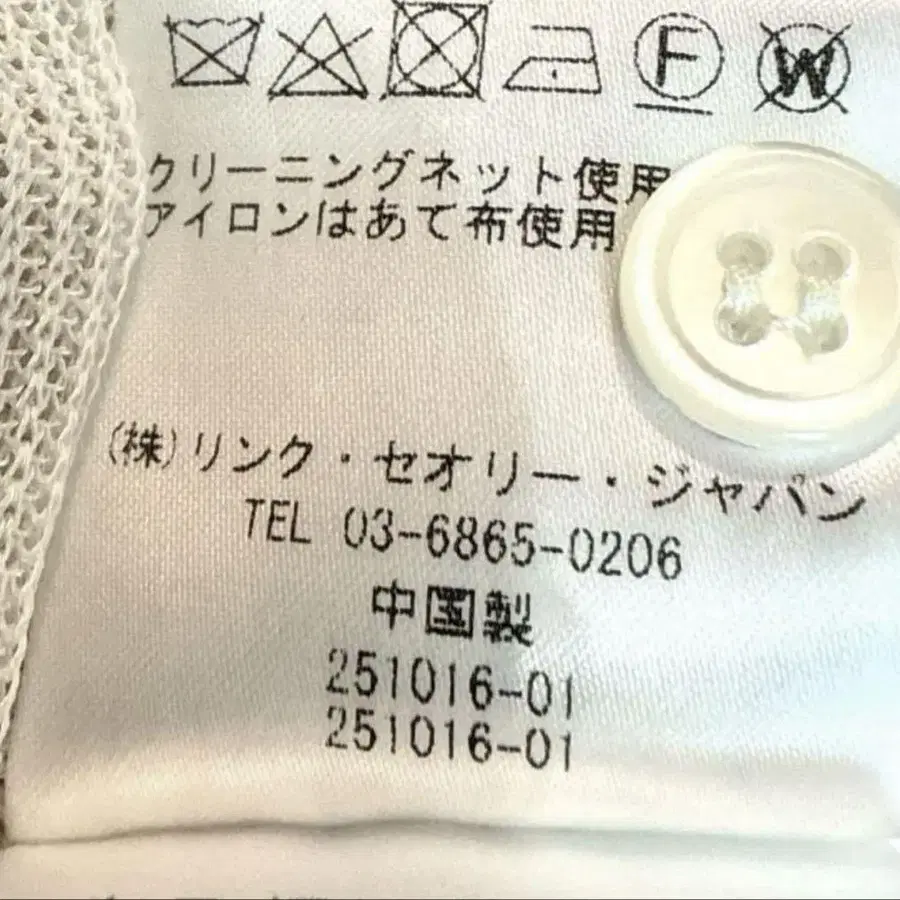 F W
クリーニングネット使用
アイロンはあて布使用
(株)リンク・セオリー・ジャパン
TEL 03-6865-0206
中国製
251016-01
251016-01